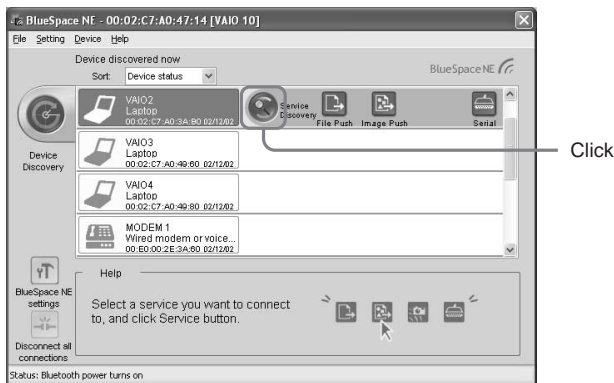 BlueSpace NE - 00:02:C7:A0:47:14 [VAIO 10]
File Setting Device Help
Device discovered now
Sort: Device status
BlueSpace NE
VAIO2
Laptop
00:02:C7:A0:3A:80 02/12/02
Service Discovery
File Push
Image Push
Serial
Click
Device Discovery
VAIO3
Laptop
00:02:C7:A0:49:60 02/12/02
VAIO4
Laptop
00:02:C7:A0:49:80 02/12/02
MODEM 1
Wired modem or voice...
00:E0:00:2E:3A:60 02/12/02
BlueSpace NE settings
Disconnect all connections
Help
Select a service you want to connect
to, and click Service button.
Status: Bluetooth power turns on